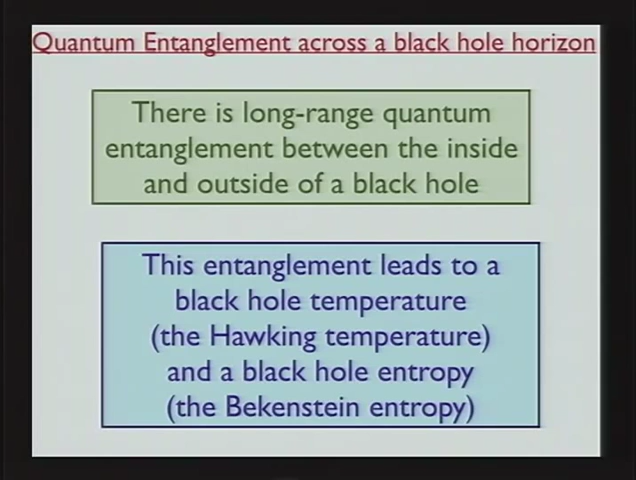 Quantum Entanglement across a black hole horizon
There is long-range quantum
entanglement between the inside
and outside of a black hole
This entanglement leads to a
black hole temperature
(the Hawking temperature)
and a black hole entropy
(the Bekenstein entropy)